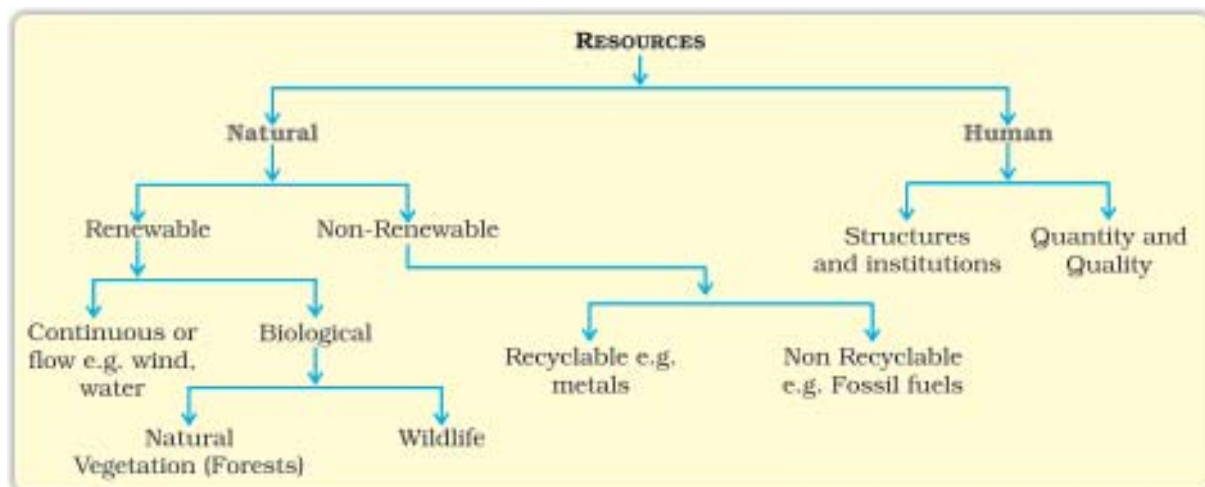 RESOURCES
Natural
Human
Renewable
Non-Renewable
Structures
and institutions
Quantity and
Quality
Continuous or
flow e.g. wind,
water
Biological
Recyclable e.g.
metals
Non Recyclable
e.g. Fossil fuels
Natural
Vegetation (Forests)
Wildlife